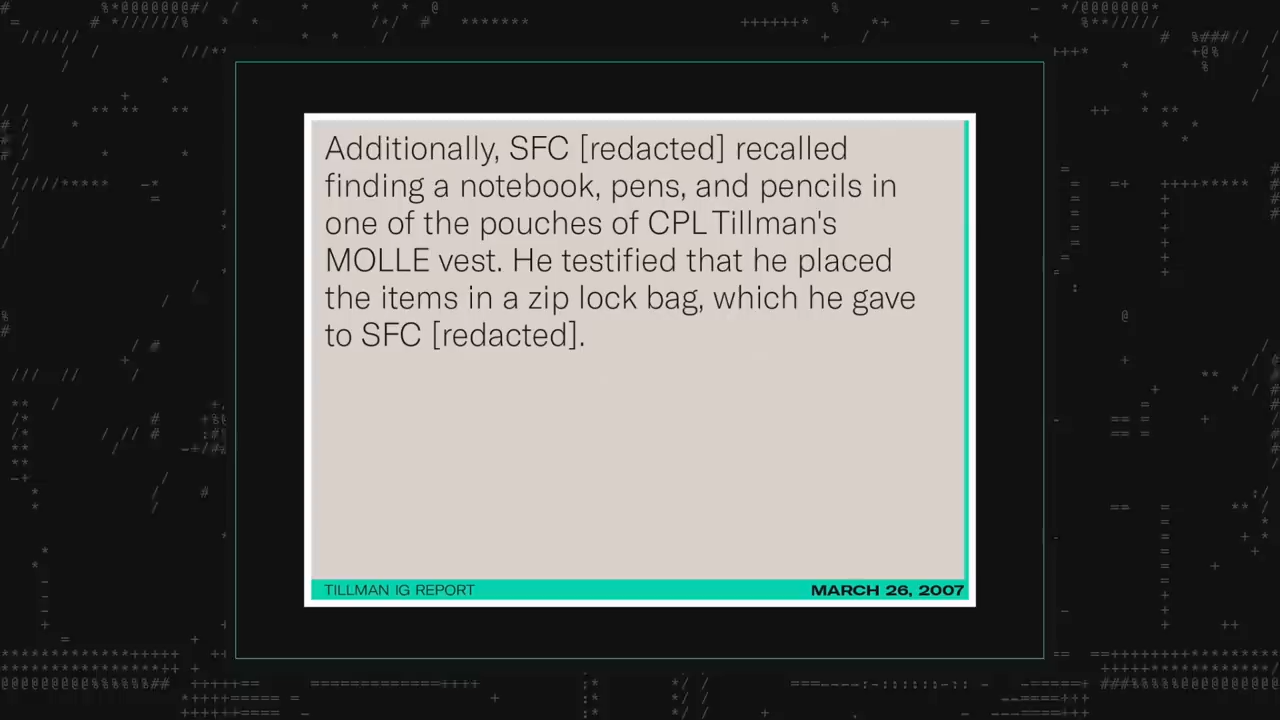 Additionally, SFC [redacted] recalled
finding a notebook, pens, and pencils in
one of the pouches of CPL Tillman's
MOLLE vest. He testified that he placed
the items in a zip lock bag, which he gave
to SFC [redacted].
TILLMAN IG REPORT
MARCH 26, 2007